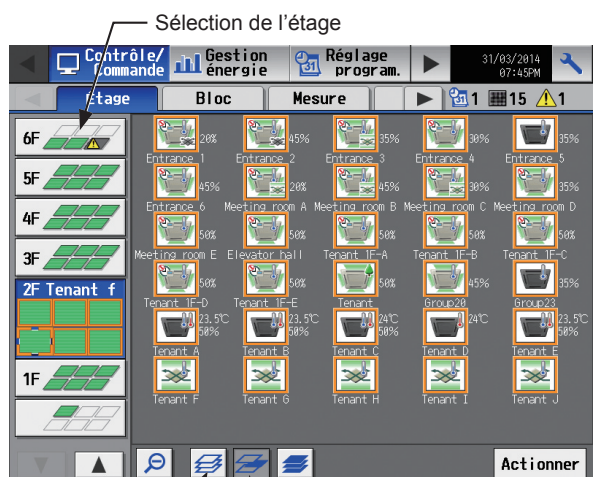 Sélection de l'étage
Contrôle/ Commande
Gestion énergie
Réglage program.
31/03/2014
07:45PM
Étage
Bloc
Mesure
31 1
15
1
6F
5F
4F
3F
2F Tenant f
1F
20% 45% 35% 30% 35%
Entrance 1 Entrance 2 Entrance 3 Entrance 4 Entrance 5
45% 20% 45% 30% 35%
Entrance 6 Meeting room A Meeting room B Meeting room C Meeting room D
50% 50% 50% 50% 50%
Meeting room E Elevator hall Tenant 1F-A Tenant 1F-B Tenant 1F-C
50% 50% 50% 45% 35%
Tenant 1F-D Tenant 1F-E Tenant Group20 Group23
23.5℃ 23.5℃ 24℃ 24℃ 23.5℃
50% 50% 50% 50%
Tenant A Tenant B Tenant C Tenant D Tenant E
Tenant F Tenant G Tenant H Tenant I Tenant J
Actionner